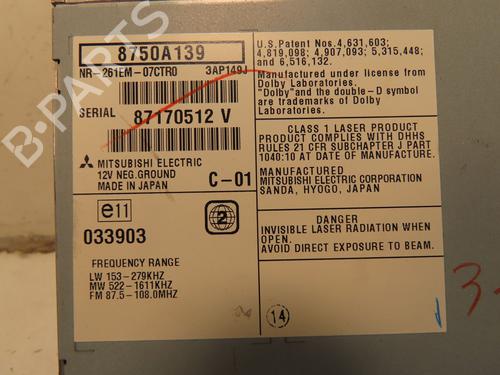 8750A139
NR-261EM-07CTR0 3AP149J
SERIAL 87170512 V
MITSUBISHI ELECTRIC
12V NEG.GROUND
MADE IN JAPAN C-01
e11
2
033903
FREQUENCY RANGE
LW 153-279KHZ
MW 522-1611KHZ
FM 87.5-108.0MHZ
U.S.Patent Nos.4,631,603;
4,819,098; 4,907,093; 5,315,448;
and 6,516,132
Manufactured under license from
Dolby Laboratories.
"Dolby" and the double-D symbol
are trademarks of Dolby
Laboratories.
CLASS 1 LASER PRODUCT
PRODUCT COMPLIES WITH DHHS
RULES 21 CFR SUBCHAPTER J PART
1040:10 AT DATE OF MANUFACTURE.
MANUFACTURED
MITSUBISHI ELECTRIC CORPORATION
SANDA, HYOGO, JAPAN
DANGER
INVISIBLE LASER RADIATION WHEN
OPEN.
AVOID DIRECT EXPOSURE TO BEAM.
14
B-PARTS